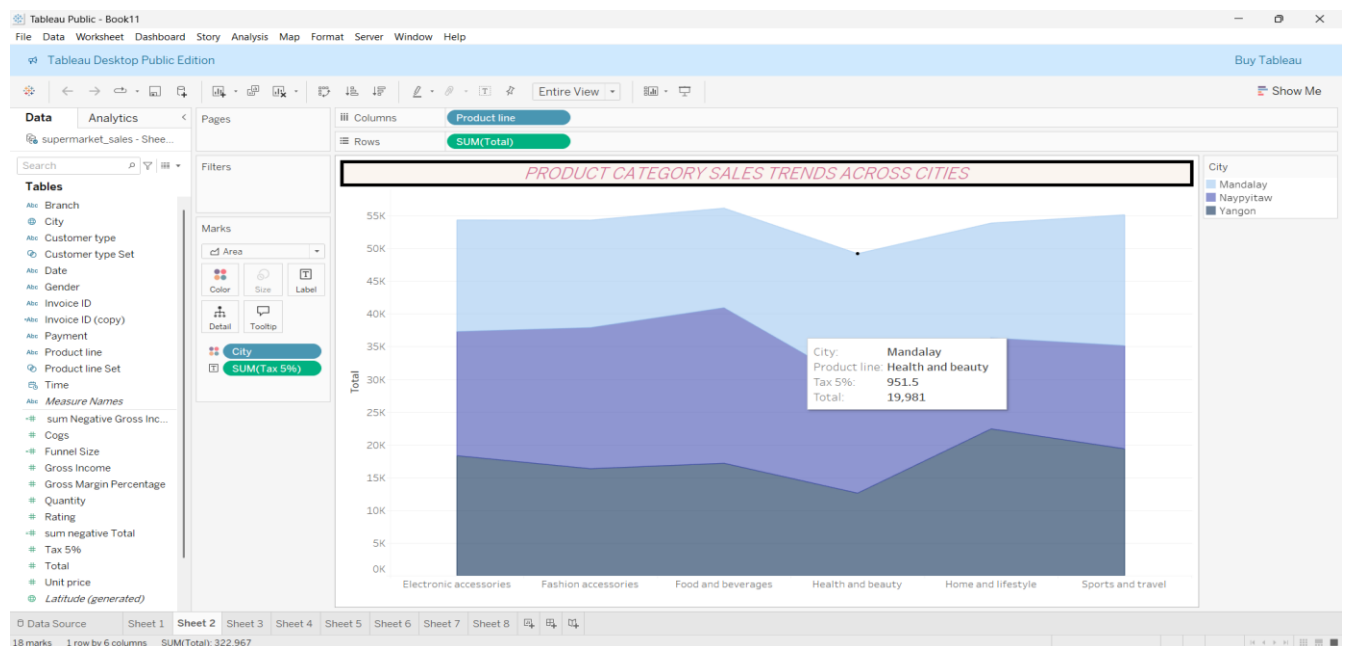 Tableau Public - Book11
File Data Worksheet Dashboard Story Analysis Map Format Server Window Help
Tableau Desktop Public Edition
Buy Tableau
Entire View
Show Me
Data Analytics
supermarket_sales - Shee...
Search
Tables
Abc Branch
City
Abc Customer type
Customer type Set
Abc Date
Abc Gender
Abc Invoice ID
Abc Invoice ID (copy)
Abc Payment
Abc Product line
Product line Set
Time
Abc Measure Names
=# sum Negative Gross Inc...
# Cogs
=# Funnel Size
# Gross Income
# Gross Margin Percentage
# Quantity
# Rating
=# sum negative Total
# Tax 5%
# Total
# Unit price
Latitude (generated)
Pages
Filters
Marks
Area
Color Size Label
Detail Tooltip
City
SUM(Tax 5%)
Columns Product line
Rows SUM(Total)
PRODUCT CATEGORY SALES TRENDS ACROSS CITIES
Total
55K
50K
45K
40K
35K
30K
25K
20K
15K
10K
5K
0K
City: Mandalay
Product line: Health and beauty
Tax 5%: 951.5
Total: 19,981
Electronic accessories Fashion accessories Food and beverages Health and beauty Home and lifestyle Sports and travel
City
Mandalay
Naypyitaw
Yangon
Data Source Sheet 1 Sheet 2 Sheet 3 Sheet 4 Sheet 5 Sheet 6 Sheet 7 Sheet 8
18 marks 1 row by 6 columns SUM(Total): 322,967